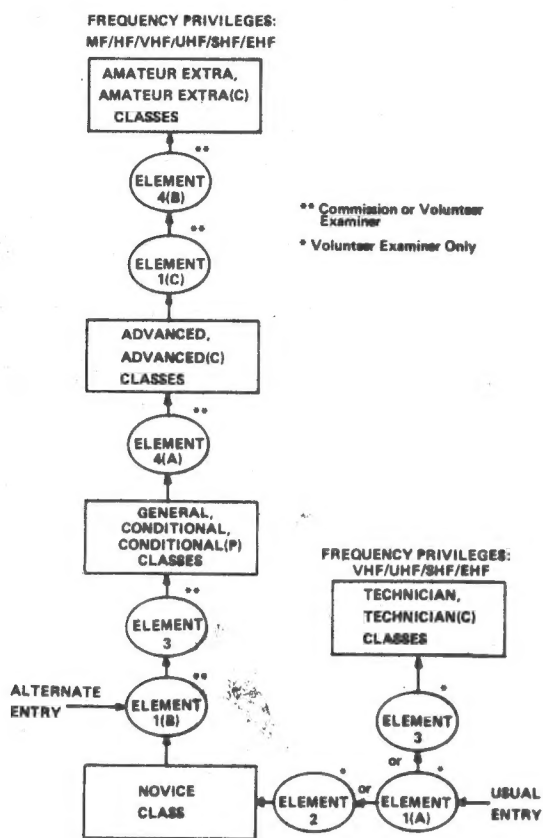 FREQUENCY PRIVILEGES:
MF/HF/VHF/UHF/SHF/EHF
AMATEUR EXTRA,
AMATEUR EXTRA(C)
CLASSES
**
ELEMENT
4(B)
** Commission or Volunteer
Examiner
* Volunteer Examiner Only
**
ELEMENT
1(C)
ADVANCED,
ADVANCED(C)
CLASSES
**
ELEMENT
4(A)
GENERAL,
CONDITIONAL,
CONDITIONAL(P)
CLASSES
FREQUENCY PRIVILEGES:
VHF/UHF/SHF/EHF
TECHNICIAN,
TECHNICIAN(C)
CLASSES
**
ELEMENT
3
ALTERNATE
ENTRY
**
ELEMENT
1(B)
*
ELEMENT
3
or
NOVICE
CLASS
*
ELEMENT
2
or
*
ELEMENT
1(A)
USUAL
ENTRY